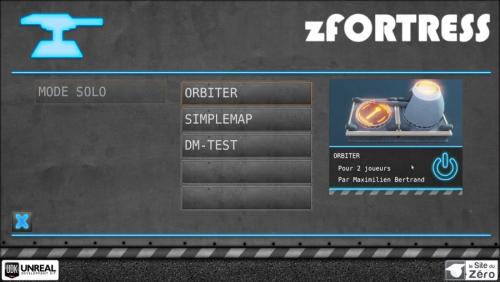 zFORTRESS
MODE SOLO
ORBITER
SIMPLEMAP
DM-TEST
ORBITER
Pour 2 joueurs
Par Maximilien Bertrand
X
UDK UNREAL
DEVELOPMENT KIT
le Site du
Zéro